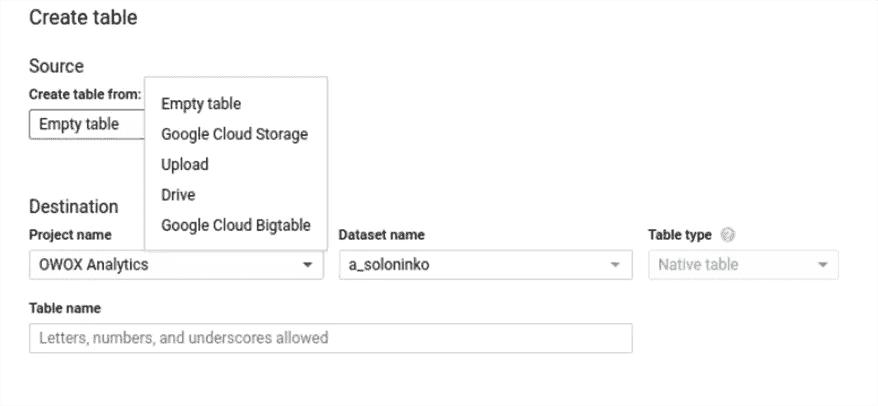 Create table
Source
Create table from:
Empty table
Empty table
Google Cloud Storage
Upload
Drive
Google Cloud Bigtable
Destination
Project name
Dataset name
Table type
OWOX Analytics
a_soloninko
Native table
Table name
Letters, numbers, and underscores allowed